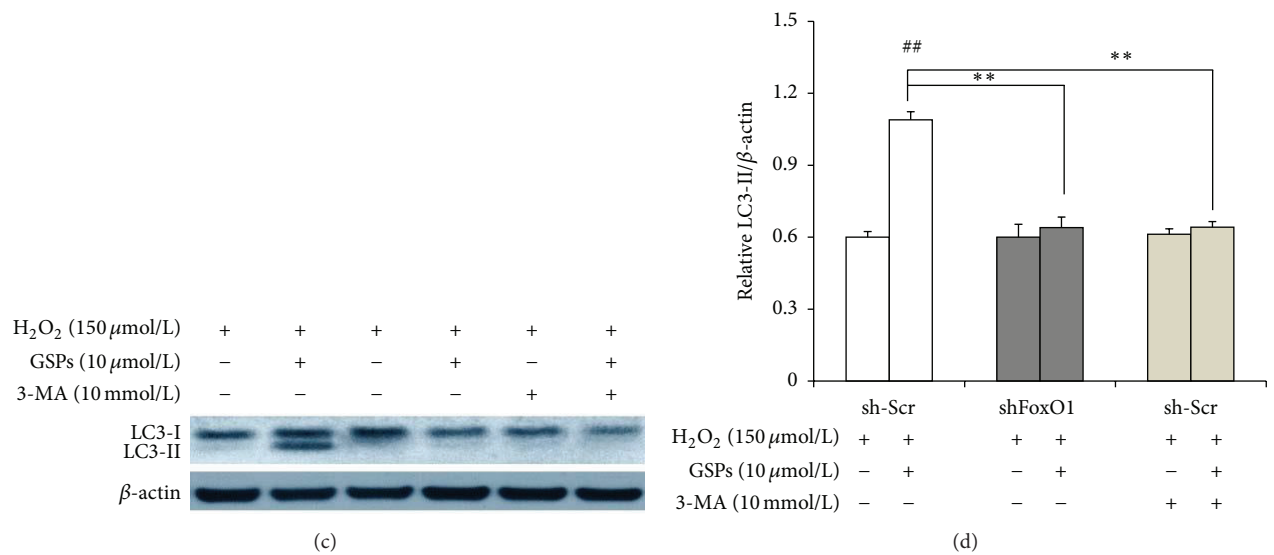 H2O2 (150 μmol/L) + + + + + +
GSPs (10 μmol/L) − + − + − +
3-MA (10 mmol/L) − − − − + +
LC3-I
LC3-II
β-actin
(c)
Relative LC3-II/β-actin
1.5
1.2
0.9
0.6
0.3
0
##
**
**
sh-Scr shFoxO1 sh-Scr
H2O2 (150 μmol/L) + + + + + +
GSPs (10 μmol/L) − + − + − +
3-MA (10 mmol/L) − − − − + +
(d)